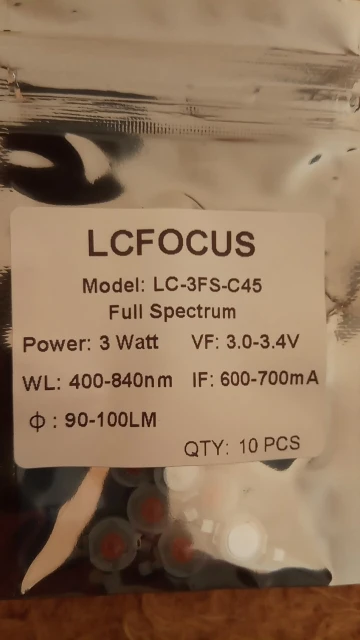 LCFOCUS
Model: LC-3FS-C45
Full Spectrum
Power: 3 Watt VF: 3.0-3.4V
WL: 400-840nm IF: 600-700mA
Φ : 90-100LM
QTY: 10 PCS